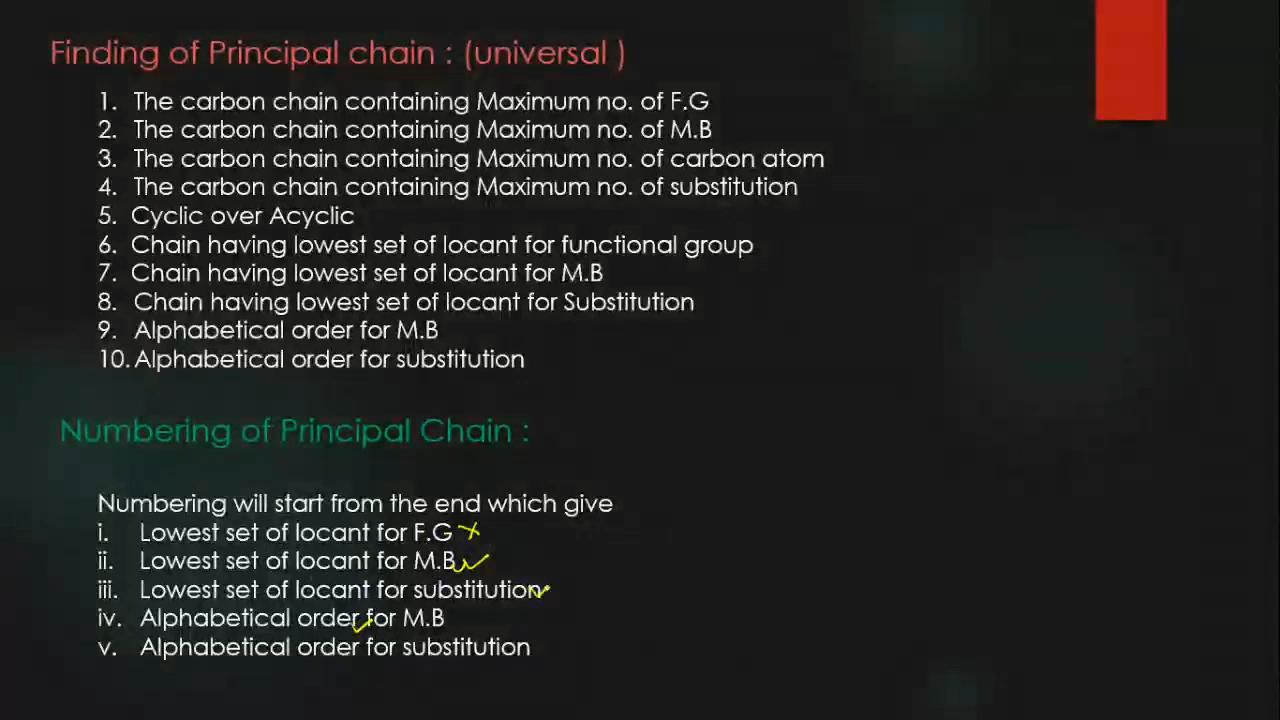 Finding of Principal chain : (universal )
1. The carbon chain containing Maximum no. of F.G
2. The carbon chain containing Maximum no. of M.B
3. The carbon chain containing Maximum no. of carbon atom
4. The carbon chain containing Maximum no. of substitution
5. Cyclic over Acyclic
6. Chain having lowest set of locant for functional group
7. Chain having lowest set of locant for M.B
8. Chain having lowest set of locant for Substitution
9. Alphabetical order for M.B
10. Alphabetical order for substitution
Numbering of Principal Chain :
Numbering will start from the end which give
i. Lowest set of locant for F.G
ii. Lowest set of locant for M.B
iii. Lowest set of locant for substitution
iv. Alphabetical order for M.B
v. Alphabetical order for substitution